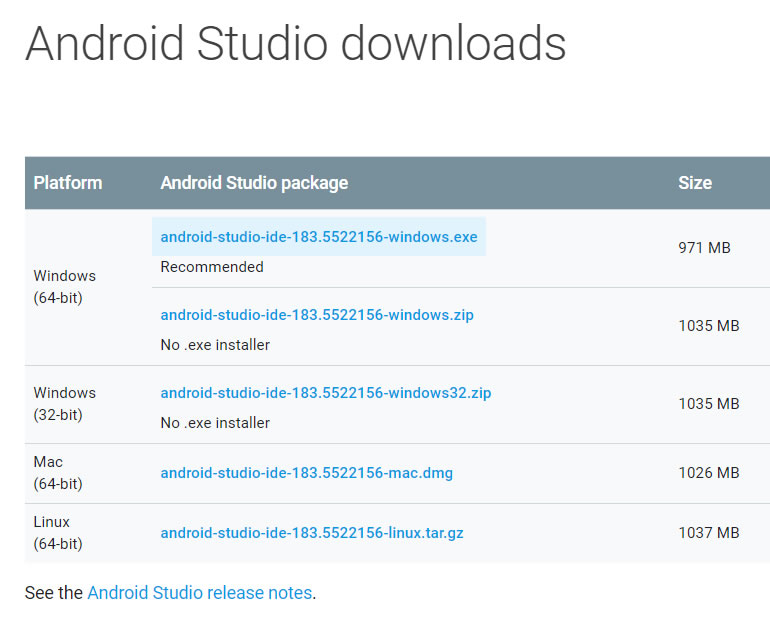 Android Studio downloads
Platform Android Studio package Size
Windows
(64-bit)
android-studio-ide-183.5522156-windows.exe
Recommended
971 MB
android-studio-ide-183.5522156-windows.zip
No .exe installer
1035 MB
Windows
(32-bit)
android-studio-ide-183.5522156-windows32.zip
No .exe installer
1035 MB
Mac
(64-bit)
android-studio-ide-183.5522156-mac.dmg
1026 MB
Linux
(64-bit)
android-studio-ide-183.5522156-linux.tar.gz
1037 MB
See the Android Studio release notes.